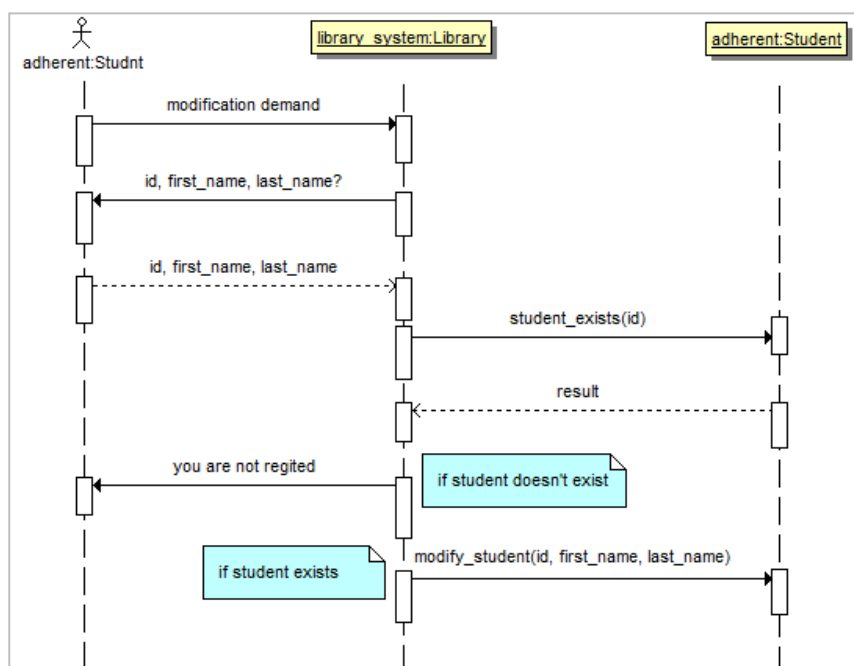 library_system:Library
adherent:Student
adherent:Studnt
modification demand
id, first_name, last_name?
id, first_name, last_name
student_exists(id)
result
you are not regited
if student doesn't exist
if student exists
modify_student(id, first_name, last_name)